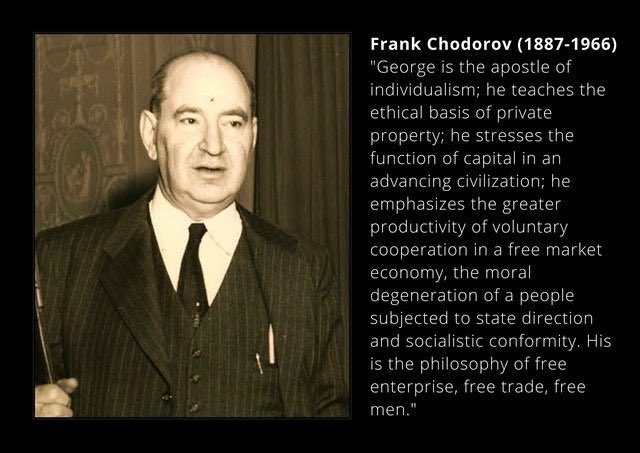 Frank Chodorov (1887-1966)
"George is the apostle of
individualism; he teaches the
ethical basis of private
property; he stresses the
function of capital in an
advancing civilization; he
emphasizes the greater
productivity of voluntary
cooperation in a free market
economy, the moral
degeneration of a people
subjected to state direction
and socialistic conformity. His
is the philosophy of free
enterprise, free trade, free
men."